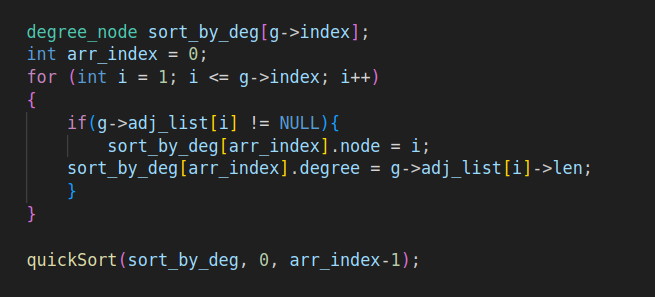 degree_node sort_by_deg[g->index];
int arr_index = 0;
for (int i = 1; i <= g->index; i++)
{
    if(g->adj_list[i] != NULL){
        sort_by_deg[arr_index].node = i;
    sort_by_deg[arr_index].degree = g->adj_list[i]->len;
    }
}

quickSort(sort_by_deg, 0, arr_index-1);